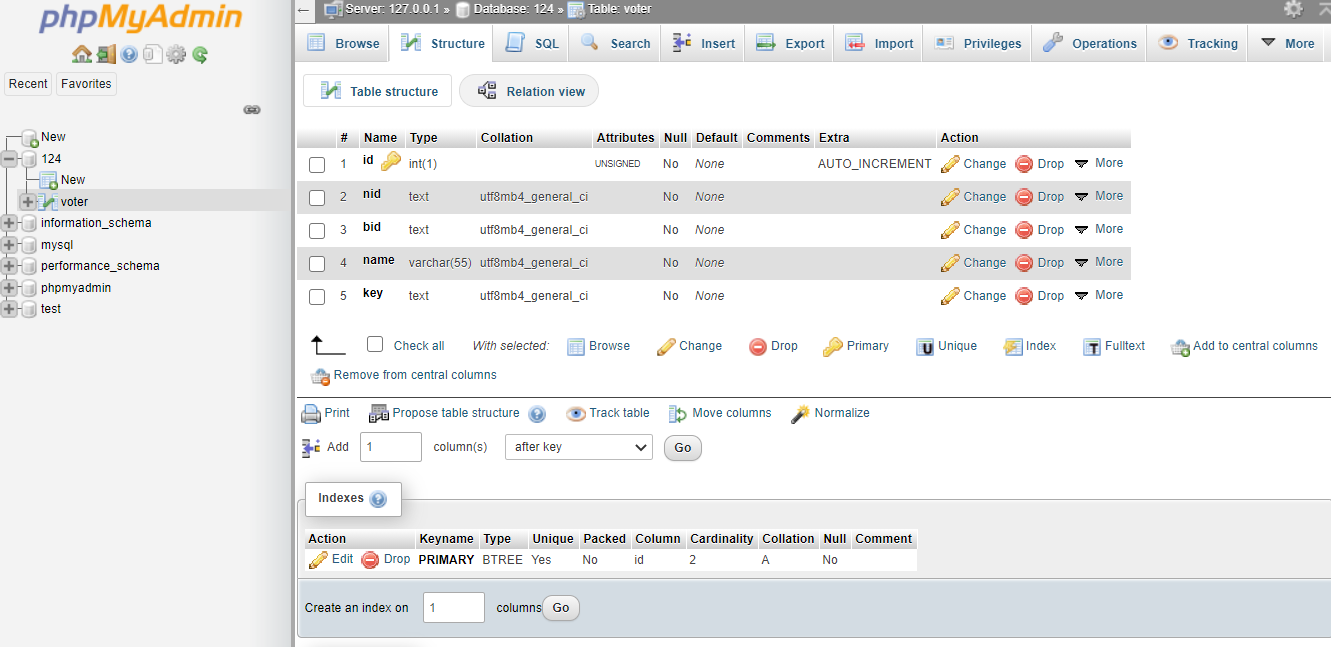 phpMyAdmin
Recent Favorites
New
124
New
voter
information_schema
mysql
performance_schema
phpmyadmin
test
← Server: 127.0.0.1 » Database: 124 » Table: voter
Browse Structure SQL Search Insert Export Import Privileges Operations Tracking More
Table structure Relation view
# Name Type Collation Attributes Null Default Comments Extra Action
1 id int(1) UNSIGNED No None AUTO_INCREMENT Change Drop More
2 nid text utf8mb4_general_ci No None Change Drop More
3 bid text utf8mb4_general_ci No None Change Drop More
4 name varchar(55) utf8mb4_general_ci No None Change Drop More
5 key text utf8mb4_general_ci No None Change Drop More
Check all With selected: Browse Change Drop Primary Unique Index Fulltext Add to central columns
Remove from central columns
Print Propose table structure Track table Move columns Normalize
Add 1 column(s) after key Go
Indexes
Action Keyname Type Unique Packed Column Cardinality Collation Null Comment
Edit Drop PRIMARY BTREE Yes No id 2 A No
Create an index on 1 columns Go